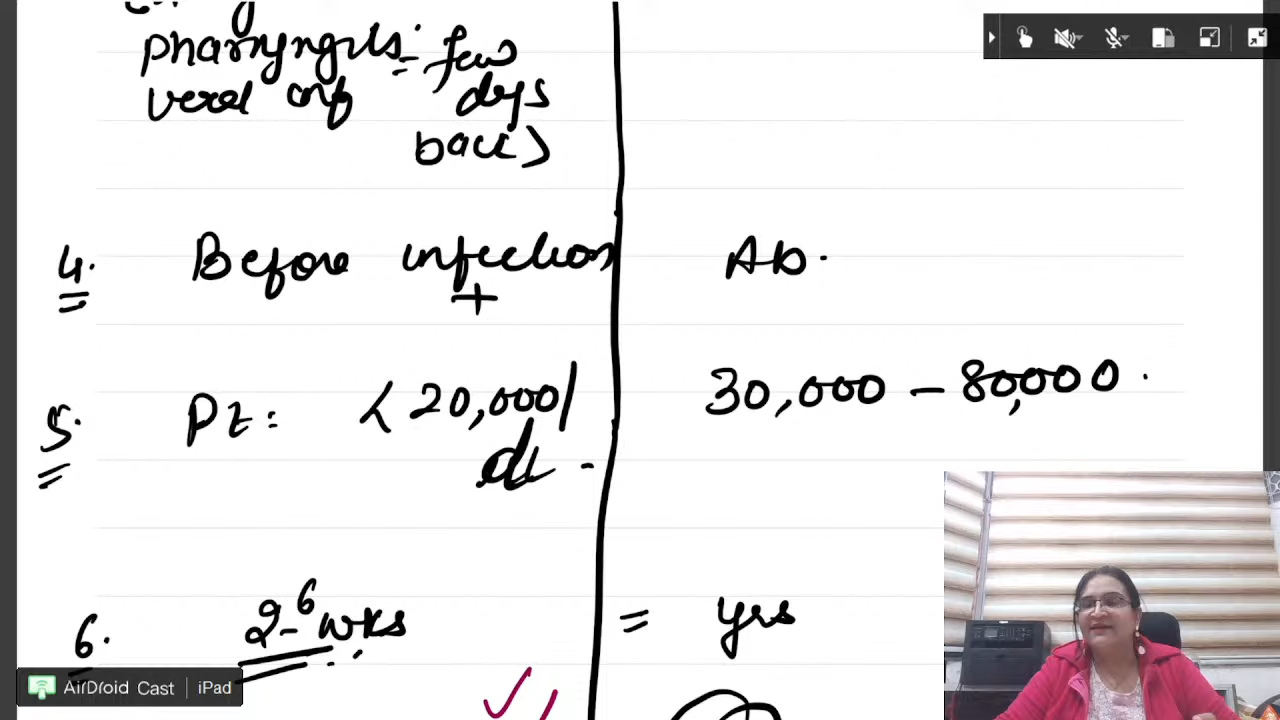 Pharyngitis - few
viral inf days
back)
4. Before infection Ab.
+
5. Pt: < 20,000/ 30,000 - 80,000.
dL -
6. 2-6 wks = yrs
AirDroid Cast | iPad